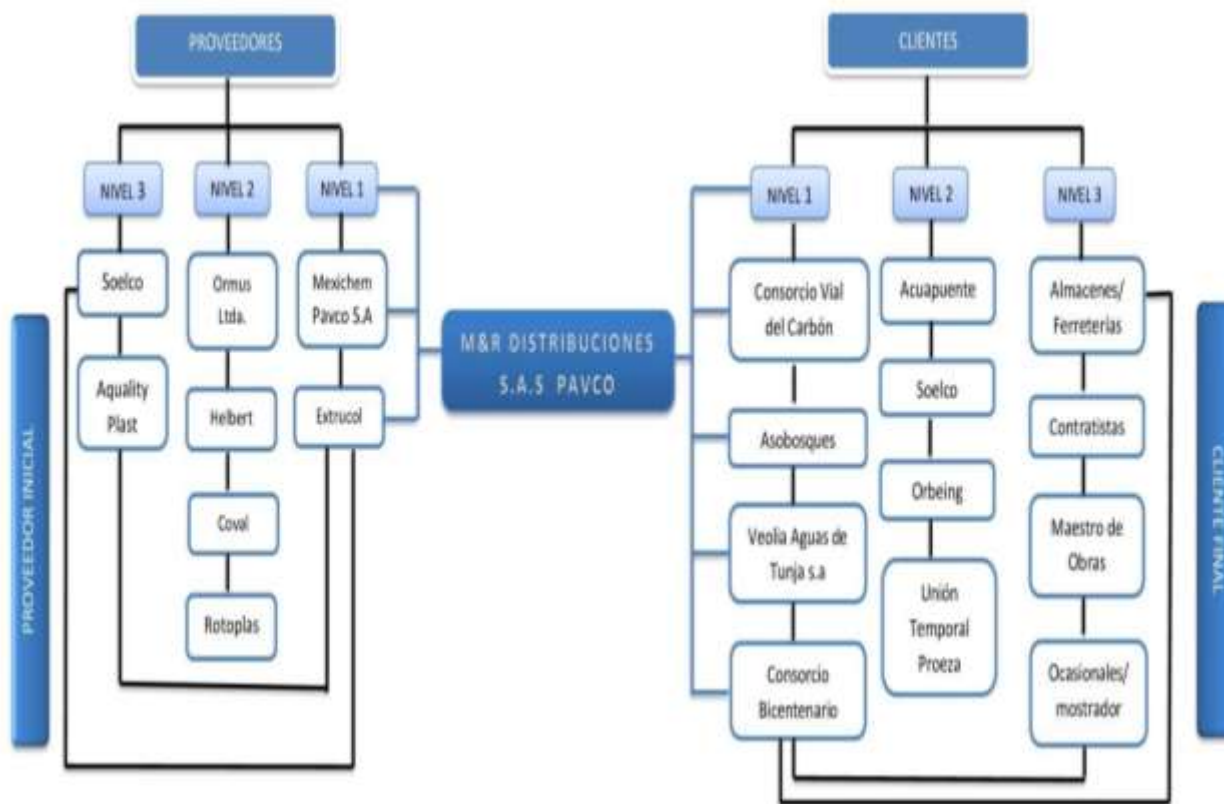 PROVEEDORES
NIVEL 3
NIVEL 2
NIVEL 1
Soelco
Aquality
Plast
Ormus
Ltda.
Helbert
Coval
Rotoplas
Mexichem
Pavco S.A
Extrucol
PROVEEDOR INICIAL
M&R DISTRIBUCIONES
S.A.S PAVCO
CLIENTES
NIVEL 1
NIVEL 2
NIVEL 3
Consorcio Vial
del Carbón
Asobosques
Veolia Aguas de
Tunja s.a
Consorcio
Bicentenario
Acuapuente
Soelco
Orbeing
Unión
Temporal
Proeza
Almacenes/
Ferreterías
Contratistas
Maestro de
Obras
Ocasionales/
mostrador
CLIENTE FINAL